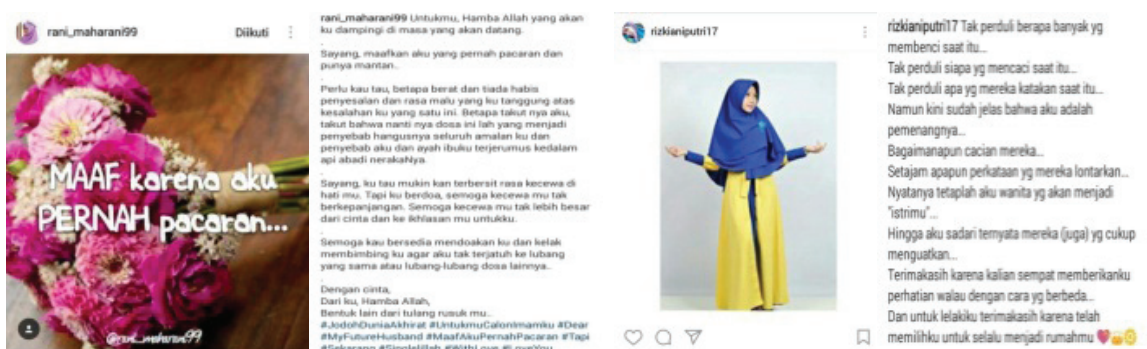 rani_maharani99
Diikuti
MAAF karena aku
PERNAH pacaran...
@rani_maharani99
rani_maharani99 Untukmu, Hamba Allah yang akan
ku dampingi di masa yang akan datang.
.
Sayang, maafkan aku yang pernah pacaran dan
punya mantan..
.
Perlu kau tau, betapa berat dan tiada habis
penyesalan dan rasa malu yang ku tanggung atas
kesalahan ku yang satu ini. Betapa takut nya aku,
takut bahwa nanti nya dosa ini lah yang menjadi
penyebab hangusnya seluruh amalan ku dan
penyebab aku dan ayah ibuku terjerumus kedalam
api abadi nerakaNya.
.
Sayang, ku tau mukin kan terbersit rasa kecewa di
hati mu. Tapi ku berdoa, semoga kecewa mu tak
berkepanjangan. Semoga kecewa mu tak lebih besar
dari cinta dan ke ikhlasan mu untukku.
.
Semoga kau bersedia mendoakan ku dan kelak
membimbing ku agar aku tak terjatuh ke lubang
yang sama atau lubang-lubang dosa lainnya..
.
Dengan cinta,
Dari ku, Hamba Allah,
Bentuk lain dari tulang rusuk mu..
#JodohDuniaAkhirat #UntukmuCalonImamku #Dear
#MyFutureHusband #MaafAkuPernahPacaran #Tapi
#Sekarang #Singlelillah #WithLove #ILoveYou
rizkianiputri17
rizkianiputri17 Tak perduli berapa banyak yg
membenci saat itu...
Tak perduli siapa yg mencaci saat itu...
Tak perduli apa yg mereka katakan saat itu...
Namun kini sudah jelas bahwa aku adalah
pemenangnya...
Bagaimanapun cacian mereka...
Setajam apapun perkataan yg mereka lontarkan...
Nyatanya tetaplah aku wanita yg akan menjadi
"istrimu"...
Hingga aku sadari ternyata mereka (juga) yg cukup
menguatkan...
Terimakasih karena kalian sempat memberikanku
perhatian walau dengan cara yg berbeda...
Dan untuk lelakiku terimakasih karena telah
memilihku untuk selalu menjadi rumahmu